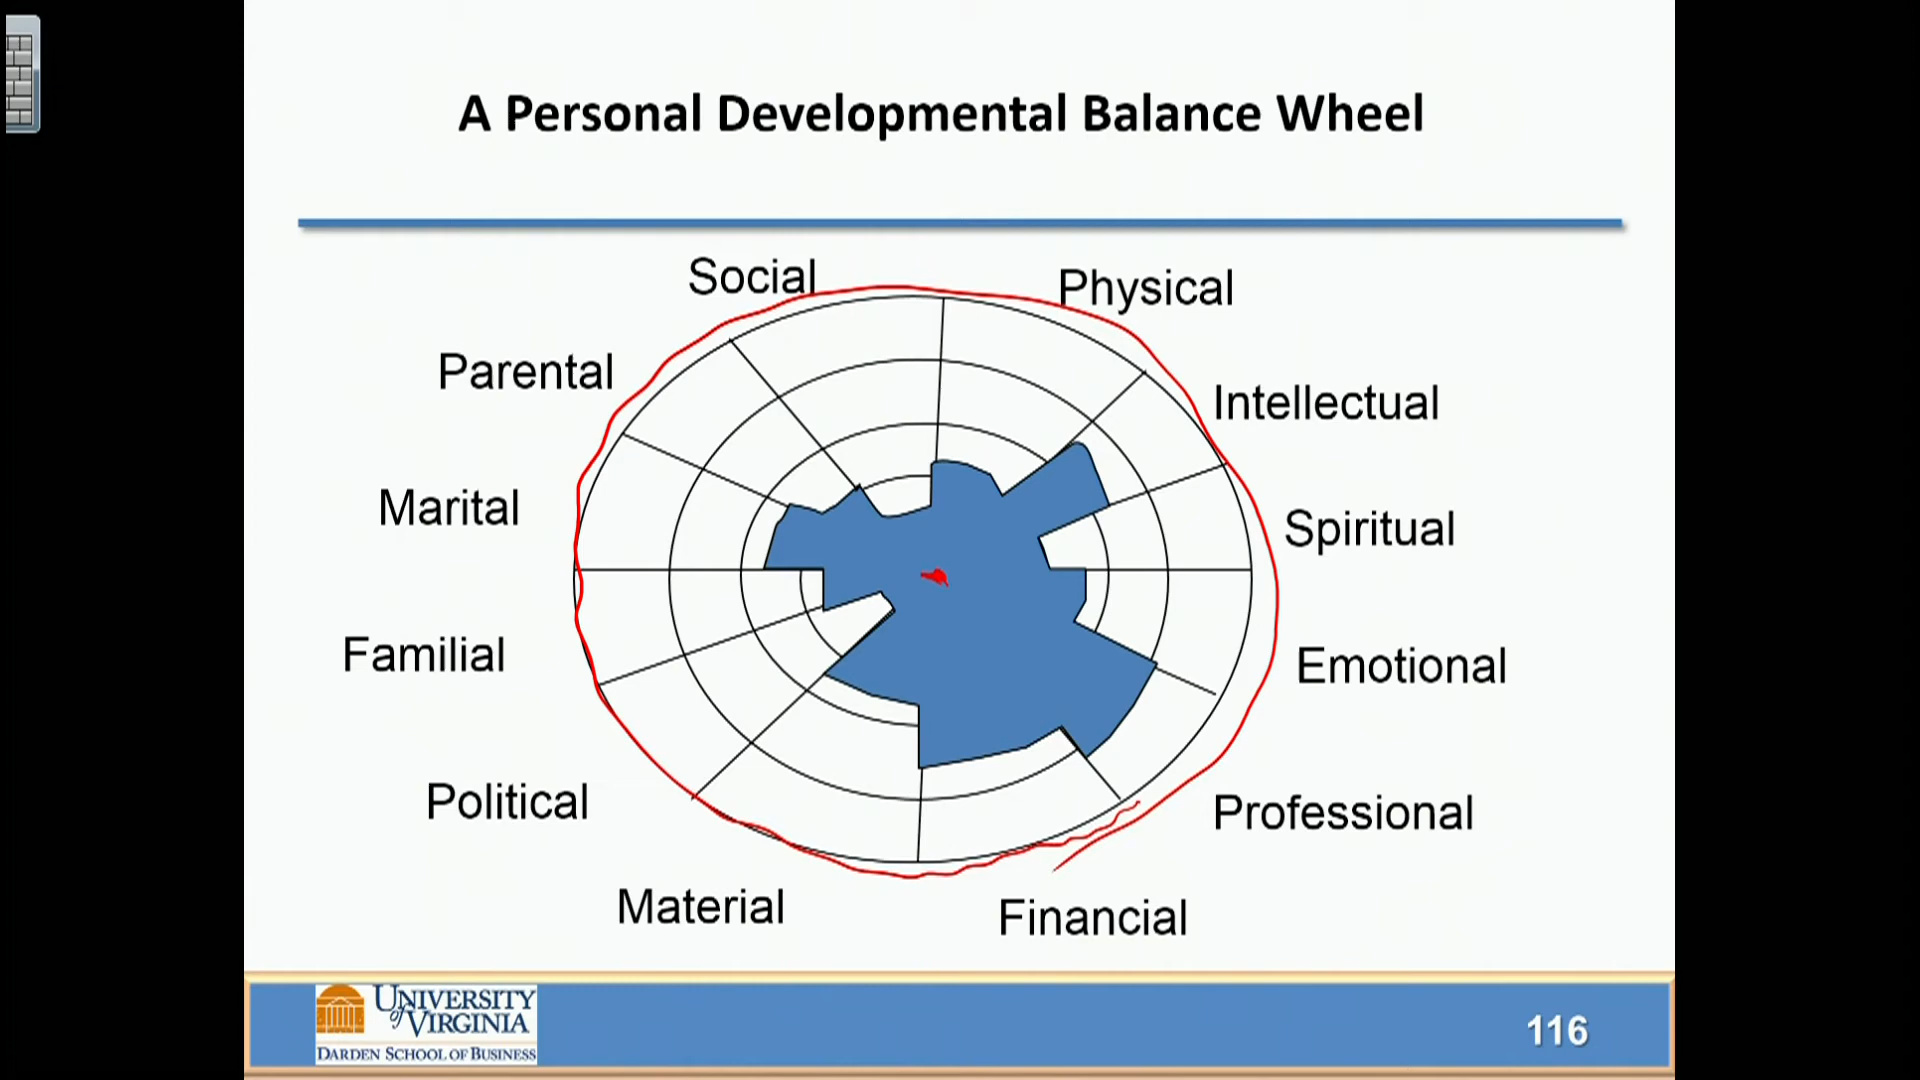 A Personal Developmental Balance Wheel
Social
Physical
Parental
Intellectual
Marital
Spiritual
Familial
Emotional
Political
Professional
Material
Financial
UNIVERSITY
of VIRGINIA
DARDEN SCHOOL OF BUSINESS
116